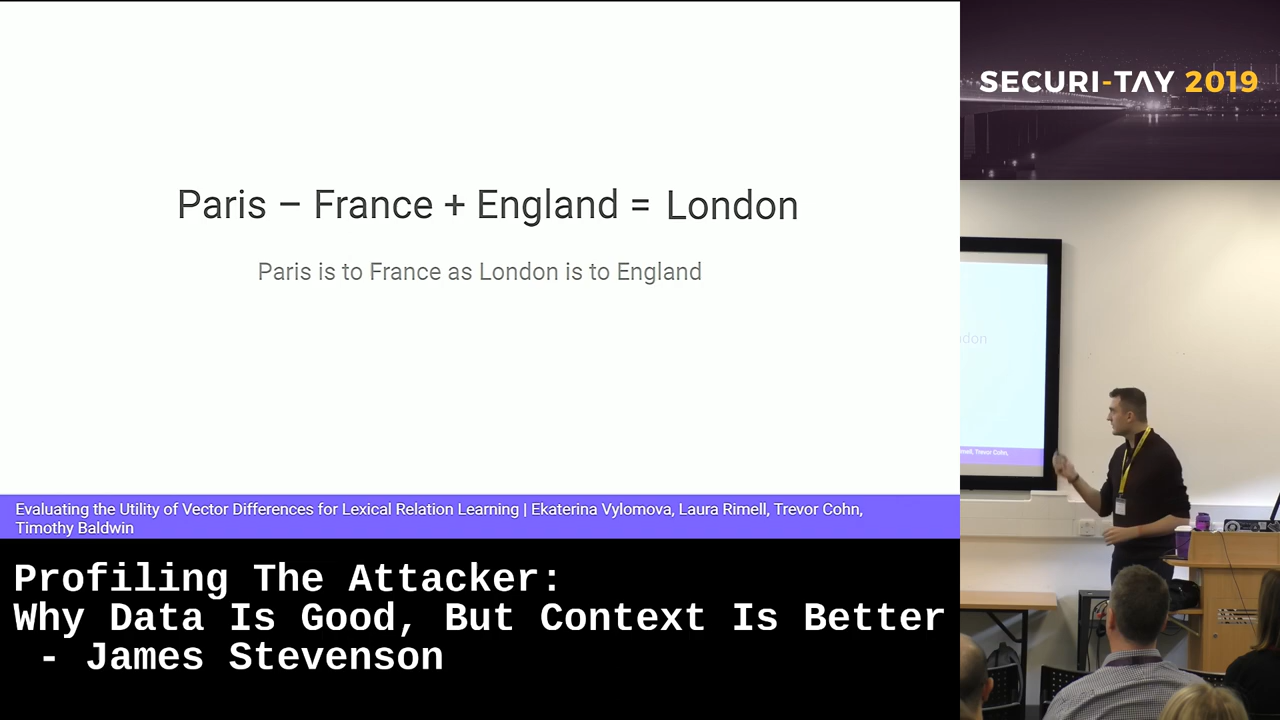 Paris – France + England = London
Paris is to France as London is to England
Evaluating the Utility of Vector Differences for Lexical Relation Learning | Ekaterina Vylomova, Laura Rimell, Trevor Cohn,
Timothy Baldwin
Profiling The Attacker:
Why Data Is Good, But Context Is Better
- James Stevenson
SECURI-TAY 2019
Trevor Cohn,